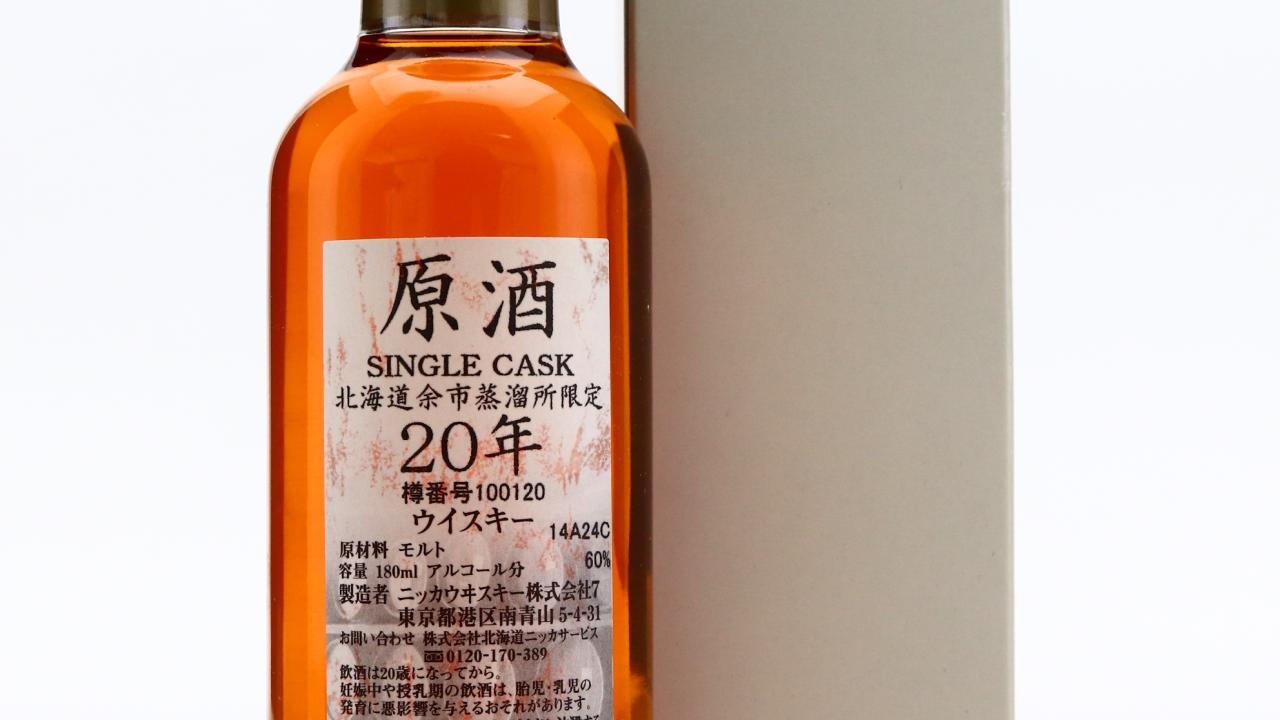 原酒
SINGLE CASK
北海道余市蒸溜所限定
20年
樽番号100120
ウイスキー
14A24C
原材料 モルト
容量 180ml アルコール分 60%
製造者 ニッカウヰスキー株式会社7
東京都港区南青山5-4-31
お問い合わせ 株式会社北海道ニッカサービス
0120-170-389
飲酒は20歳になってから。
妊娠中や授乳期の飲酒は、胎児・乳児の
発育に悪影響を与えるおそれがあります。